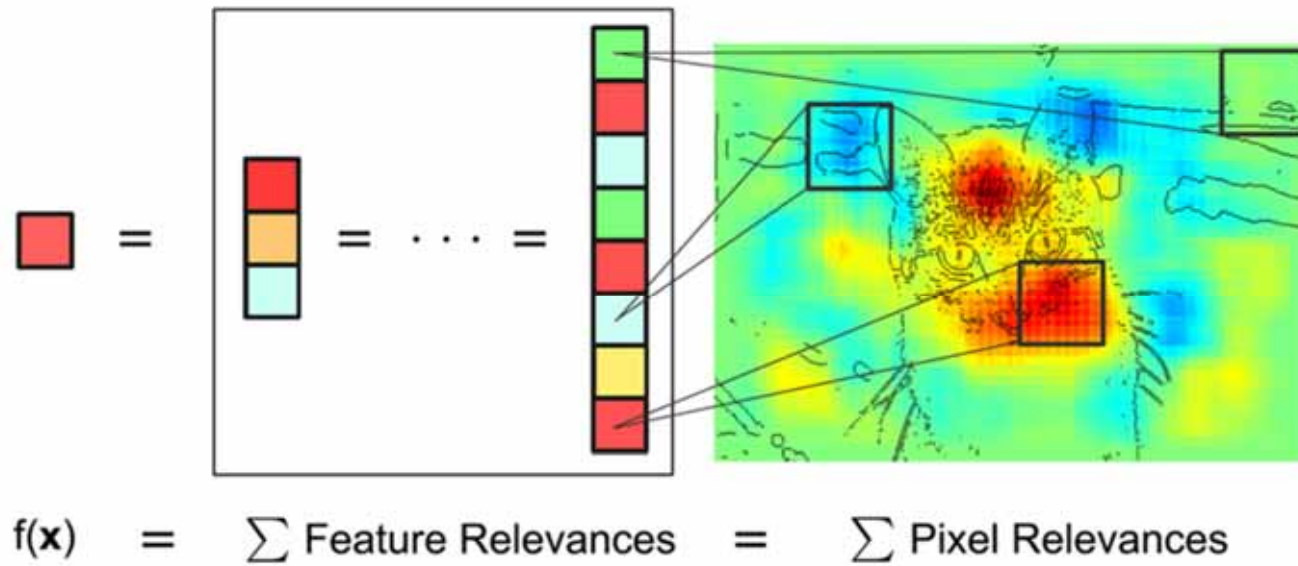 = = · · · =
f(x) = ∑ Feature Relevances = ∑ Pixel Relevances